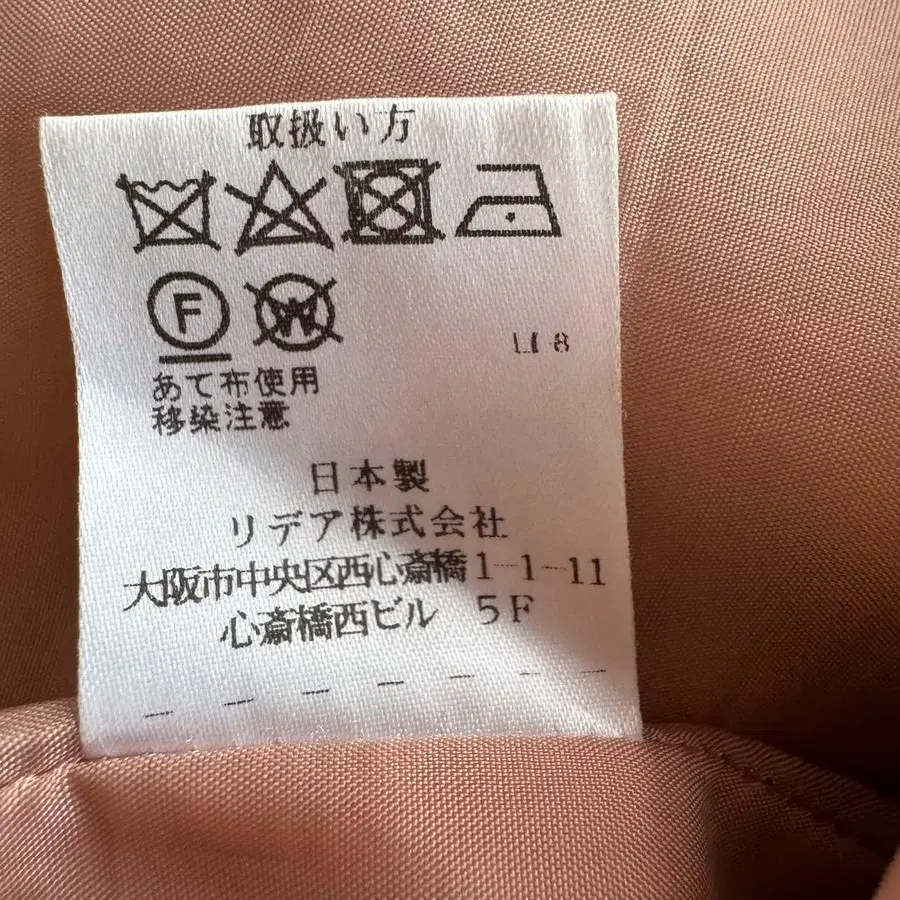 取扱い方
F W
LI-8
あて布使用
移染注意
日本製
リデア株式会社
大阪市中央区西心斎橋1-1-11
心斎橋西ビル 5F